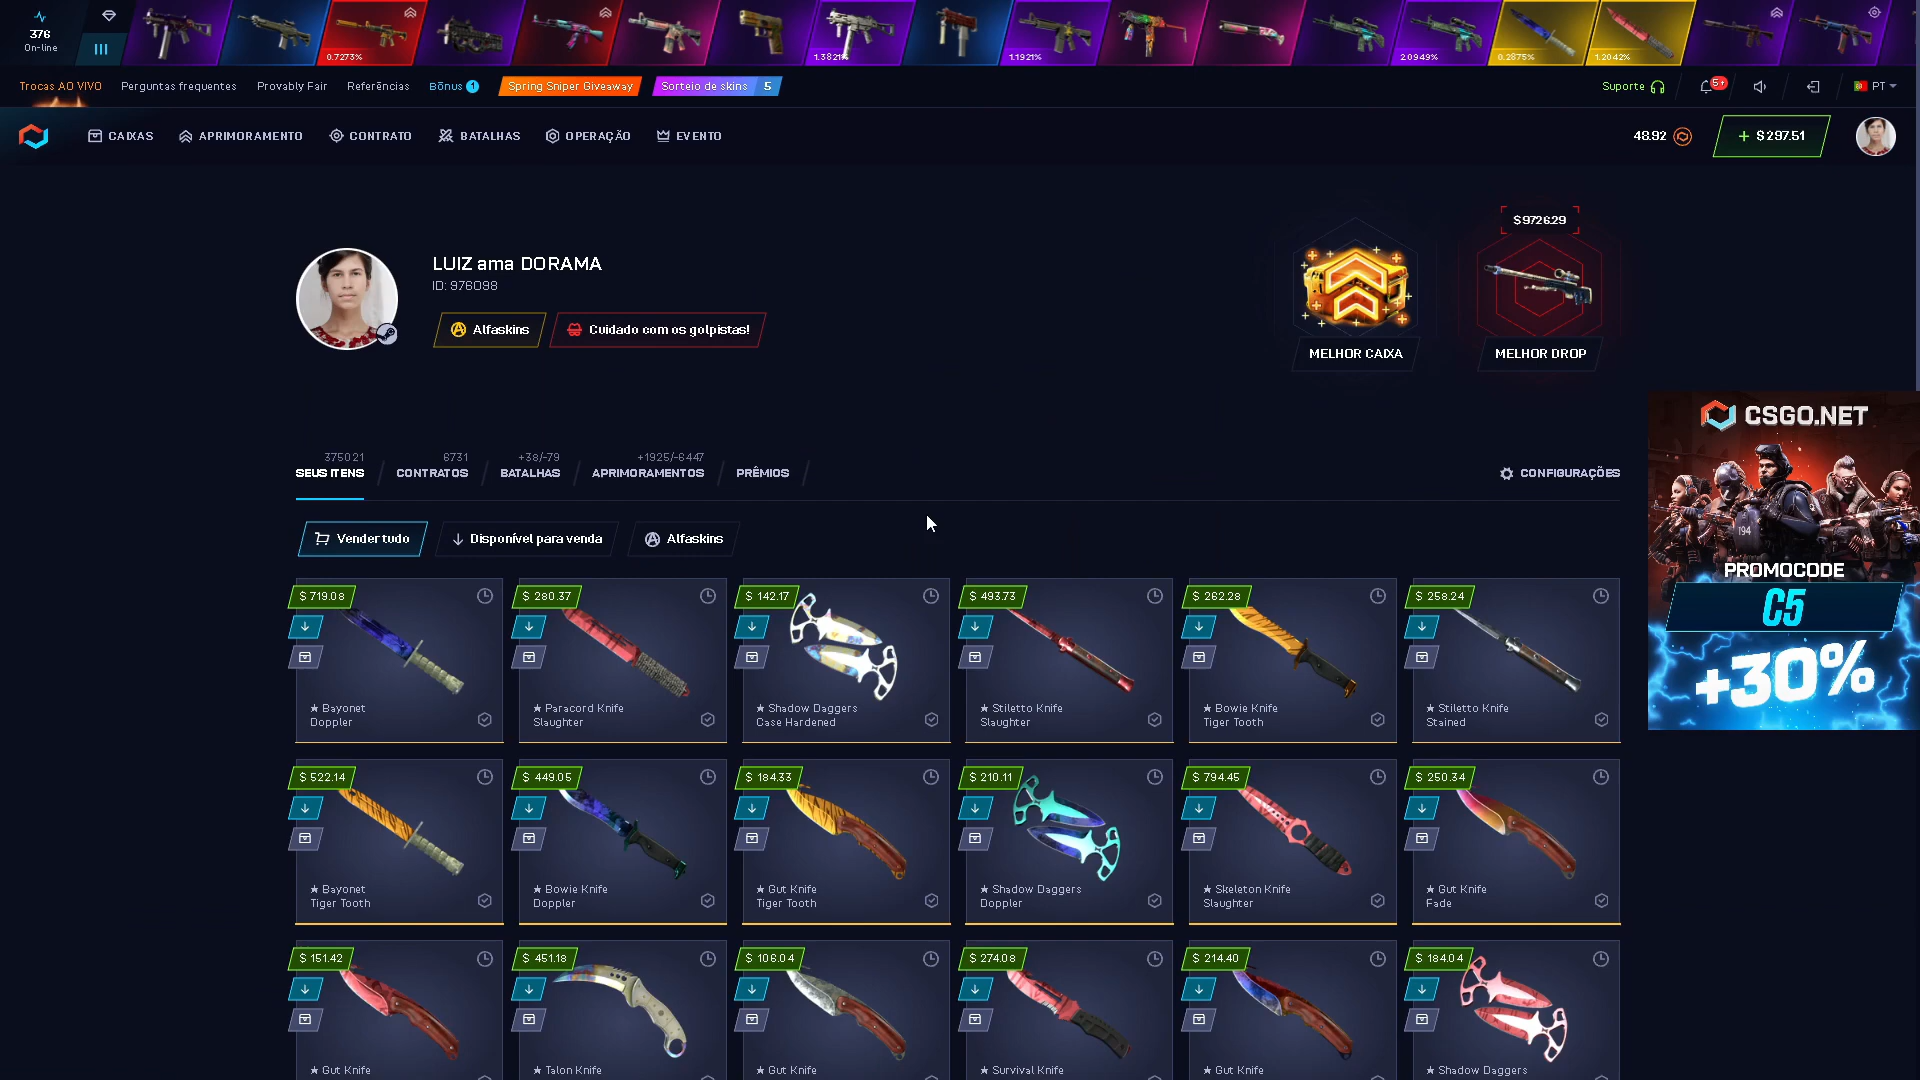 376
On-line
0.7273%
1.3821%
1.1921%
2.0949%
0.2875%
1.2042%
Trocas AO VIVO
Perguntas frequentes
Provably Fair
Referências
Bônus 1
Spring Sniper Giveaway
Sorteio de skins 5
Suporte
5+
PT
CAIXAS
APRIMORAMENTO
CONTRATO
BATALHAS
OPERAÇÃO
EVENTO
48.92
+ $ 297.51
LUIZ ama DORAMA
ID: 976098
Alfaskins
Cuidado com os golpistas!
MELHOR CAIXA
$ 9726.29
MELHOR DROP
375021
SEUS ITENS
6731
CONTRATOS
+38/-79
BATALHAS
+1925/-6447
APRIMORAMENTOS
PRÊMIOS
CONFIGURAÇÕES
Vender tudo
Disponível para venda
Alfaskins
CSGO.NET
194
PROMOCODE
C5
+30%
$ 719.08
★ Bayonet
Doppler
$ 280.37
★ Paracord Knife
Slaughter
$ 142.17
★ Shadow Daggers
Case Hardened
$ 493.73
★ Stiletto Knife
Slaughter
$ 262.28
★ Bowie Knife
Tiger Tooth
$ 258.24
★ Stiletto Knife
Stained
$ 522.14
★ Bayonet
Tiger Tooth
$ 449.05
★ Bowie Knife
Doppler
$ 184.33
★ Gut Knife
Tiger Tooth
$ 210.11
★ Shadow Daggers
Doppler
$ 794.45
★ Skeleton Knife
Slaughter
$ 250.34
★ Gut Knife
Fade
$ 151.42
★ Gut Knife
$ 451.18
★ Talon Knife
$ 106.04
★ Gut Knife
$ 274.08
★ Survival Knife
$ 214.40
★ Gut Knife
$ 184.04
★ Shadow Daggers